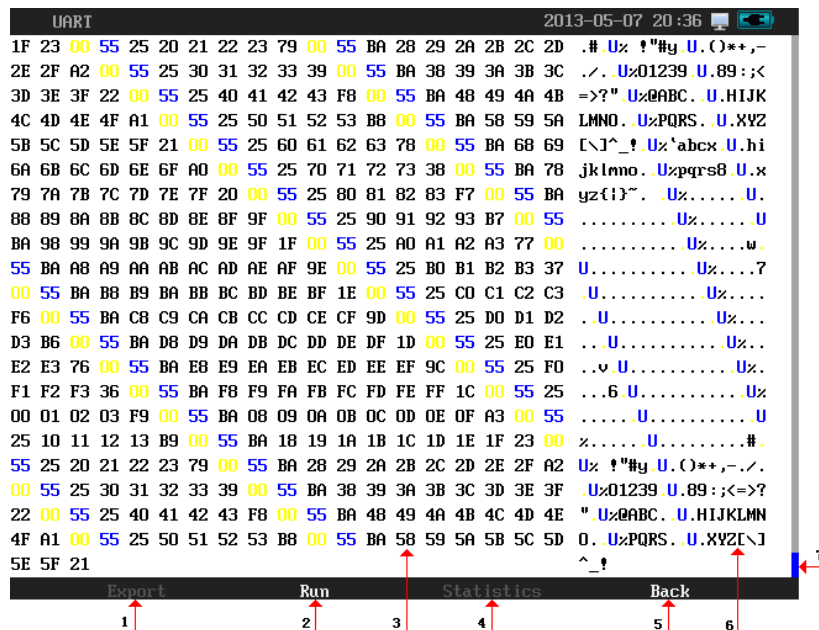 UART 2013-05-07 20:36
1F 23 00 55 25 20 21 22 23 79 00 55 BA 28 29 2A 2B 2C 2D .#.U% !"#y.U.()*+,-
2E 2F A2 00 55 25 30 31 32 33 39 00 55 BA 38 39 3A 3B 3C ./..U%01239.U.89:;<
3D 3E 3F 22 00 55 25 40 41 42 43 F8 00 55 BA 48 49 4A 4B =>?".U%@ABC..U.HIJK
4C 4D 4E 4F A1 00 55 25 50 51 52 53 B8 00 55 BA 58 59 5A LMNO..U%PQRS..U.XYZ
5B 5C 5D 5E 5F 21 00 55 25 60 61 62 63 78 00 55 BA 68 69 [\]^_!.U%`abcx.U.hi
6A 6B 6C 6D 6E 6F A0 00 55 25 70 71 72 73 38 00 55 BA 78 jklmno..U%pqrs8.U.x
79 7A 7B 7C 7D 7E 7F 20 00 55 25 80 81 82 83 F7 00 55 BA yz{|}~. .U%......U.
88 89 8A 8B 8C 8D 8E 8F 9F 00 55 25 90 91 92 93 B7 00 55 ..........U%......U
BA 98 99 9A 9B 9C 9D 9E 9F 1F 00 55 25 A0 A1 A2 A3 77 00 ...........U%....w.
55 BA A8 A9 AA AB AC AD AE AF 9E 00 55 25 B0 B1 B2 B3 37 U...........U%....7
00 55 BA B8 B9 BA BB BC BD BE BF 1E 00 55 25 C0 C1 C2 C3 .U...........U%....
F6 00 55 BA C8 C9 CA CB CC CD CE CF 9D 00 55 25 D0 D1 D2 ..U...........U%...
D3 B6 00 55 BA D8 D9 DA DB DC DD DE DF 1D 00 55 25 E0 E1 ...U...........U%..
E2 E3 76 00 55 BA E8 E9 EA EB EC ED EE EF 9C 00 55 25 F0 ..v.U...........U%.
F1 F2 F3 36 00 55 BA F8 F9 FA FB FC FD FE FF 1C 00 55 25 ...6.U...........U%
00 01 02 03 F9 00 55 BA 08 09 0A 0B 0C 0D 0E 0F A3 00 55 ......U...........U
25 10 11 12 13 B9 00 55 BA 18 19 1A 1B 1C 1D 1E 1F 23 00 %......U.........#.
55 25 20 21 22 23 79 00 55 BA 28 29 2A 2B 2C 2D 2E 2F A2 U% !"#y.U.()*+,-./.
00 55 25 30 31 32 33 39 00 55 BA 38 39 3A 3B 3C 3D 3E 3F .U%01239.U.89:;<=>?
22 00 55 25 40 41 42 43 F8 00 55 BA 48 49 4A 4B 4C 4D 4E ".U%@ABC..U.HIJKLMN
4F A1 00 55 25 50 51 52 53 B8 00 55 BA 58 59 5A 5B 5C 5D O..U%PQRS..U.XYZ[\]
5E 5F 21 ^_!
Export Run Statistics Back
1 2 3 4 5 6